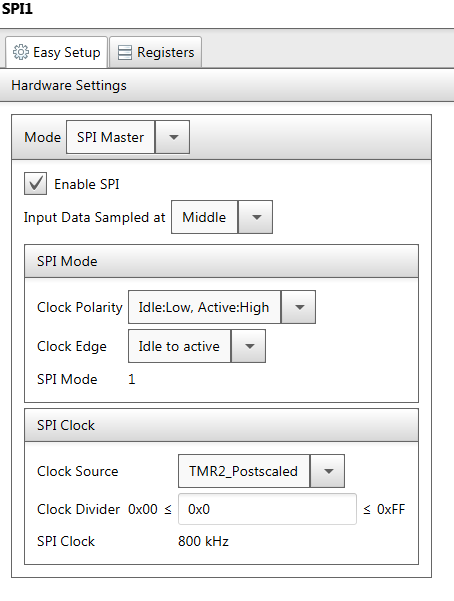 SPI1
Easy Setup Registers
Hardware Settings
Mode SPI Master
Enable SPI
Input Data Sampled at Middle
SPI Mode
Clock Polarity Idle:Low, Active:High
Clock Edge Idle to active
SPI Mode 1
SPI Clock
Clock Source TMR2_Postscaled
Clock Divider 0x00 ≤ 0x0 ≤ 0xFF
SPI Clock 800 kHz